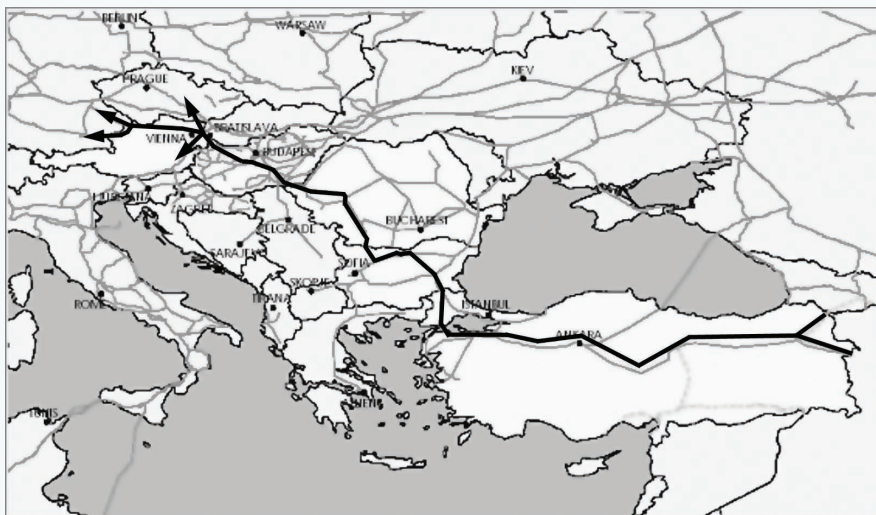 BERLIN
WARSAW
PRAGUE
KIEV
VIENNA
BRATISLAVA
BUDAPEST
LJUBLJANA
ZAGREB
BELGRADE
BUCHAREST
SARAJEVO
SOFIA
SKOPJE
ROME
TIRANA
ISTANBUL
ANKARA
ATHENS
TUNIS